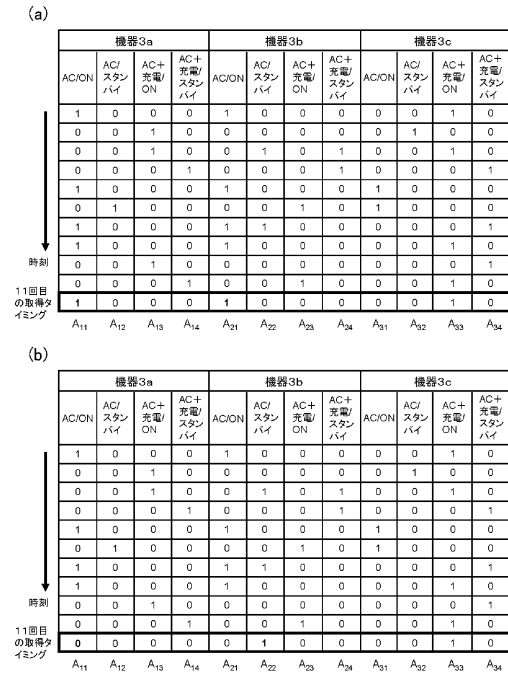 (a)
機器3a 機器3b 機器3c
AC/ON AC/スタンバイ AC+充電/ON AC+充電/スタンバイ AC/ON AC/スタンバイ AC+充電/ON AC+充電/スタンバイ AC/ON AC/スタンバイ AC+充電/ON AC+充電/スタンバイ
1 0 0 0 1 0 0 0 0 0 1 0
0 0 1 0 0 0 0 0 0 1 0 0
0 0 1 0 0 1 0 1 0 0 1 0
0 0 0 1 0 0 0 1 0 0 0 1
1 0 0 0 1 0 0 0 1 0 0 0
0 1 0 0 0 0 1 0 1 0 0 0
1 0 0 0 1 1 0 0 0 0 0 1
1 0 0 0 1 0 0 0 0 0 1 0
時刻 0 0 1 0 0 0 0 0 0 0 0 1
0 0 0 1 0 0 1 0 0 0 1 0
11回目の取得タイミング 1 0 0 0 1 0 0 0 0 0 1 0
A11 A12 A13 A14 A21 A22 A23 A24 A31 A32 A33 A34
(b)
機器3a 機器3b 機器3c
AC/ON AC/スタンバイ AC+充電/ON AC+充電/スタンバイ AC/ON AC/スタンバイ AC+充電/ON AC+充電/スタンバイ AC/ON AC/スタンバイ AC+充電/ON AC+充電/スタンバイ
1 0 0 0 1 0 0 0 0 0 1 0
0 0 1 0 0 0 0 0 0 1 0 0
0 0 1 0 0 1 0 1 0 0 1 0
0 0 0 1 0 0 0 1 0 0 0 1
1 0 0 0 1 0 0 0 1 0 0 0
0 1 0 0 0 0 1 0 1 0 0 0
1 0 0 0 1 1 0 0 0 0 0 1
1 0 0 0 1 0 0 0 0 0 1 0
時刻 0 0 1 0 0 0 0 0 0 0 0 1
0 0 0 1 0 0 1 0 0 0 1 0
11回目の取得タイミング 0 0 0 0 0 1 0 0 0 0 1 0
A11 A12 A13 A14 A21 A22 A23 A24 A31 A32 A33 A34